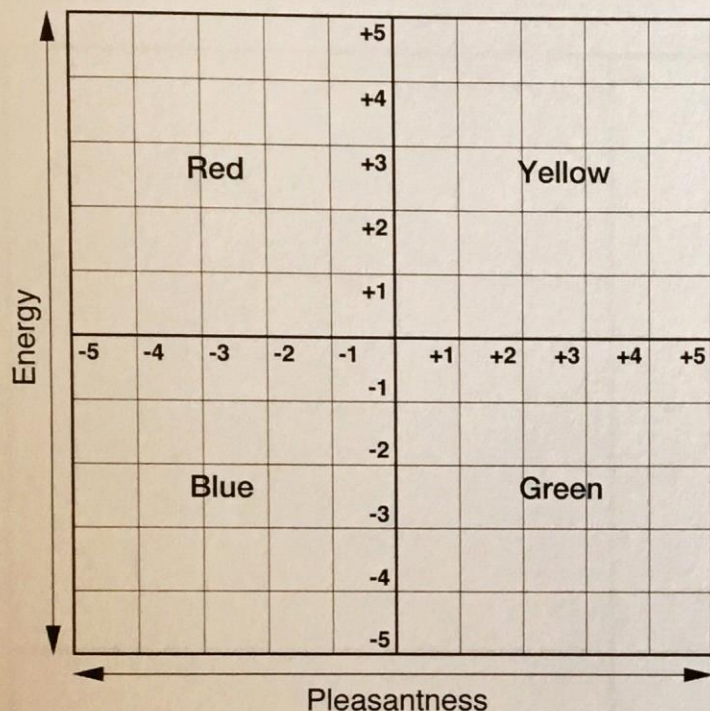 +5
+4
Red +3 Yellow
+2
+1
Energy
-5 -4 -3 -2 -1 +1 +2 +3 +4 +5
-1
-2
Blue Green
-3
-4
-5
Pleasantness